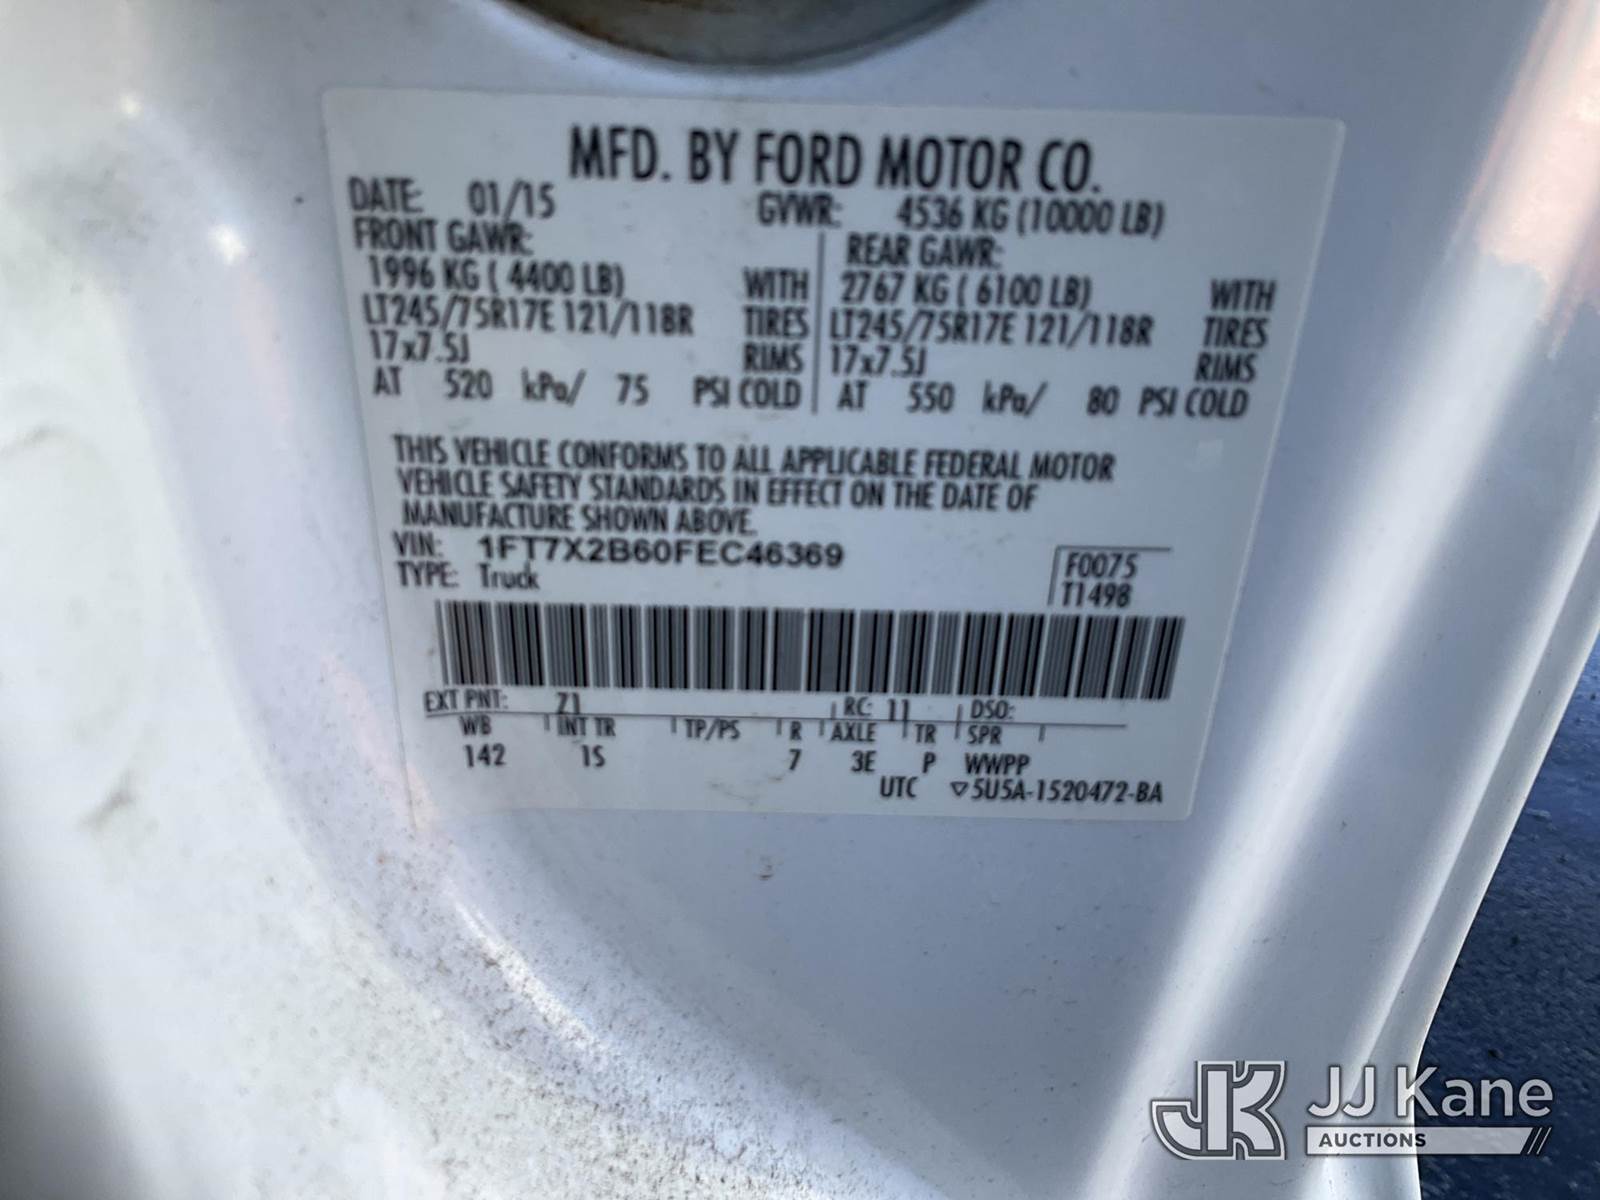 MFD. BY FORD MOTOR CO.
DATE: 01/15 GVWR: 4536 KG (10000 LB)
FRONT GAWR: REAR GAWR:
1996 KG ( 4400 LB) WITH 2767 KG ( 6100 LB) WITH
LT245/75R17E 121/118R TIRES LT245/75R17E 121/118R TIRES
17x7.5J RIMS 17x7.5J RIMS
AT 520 kPa/ 75 PSI COLD AT 550 kPa/ 80 PSI COLD
THIS VEHICLE CONFORMS TO ALL APPLICABLE FEDERAL MOTOR
VEHICLE SAFETY STANDARDS IN EFFECT ON THE DATE OF
MANUFACTURE SHOWN ABOVE.
VIN: 1FT7X2B60FEC46369
TYPE: Truck
F0075
T1498
EXT PNT: Z1 RC: 11 DSO:
WB INT TR TP/PS R AXLE TR SPR
142 1S 7 3E P WWPP
UTC ▽5U5A-1520472-BA
JK JJ Kane
AUCTIONS